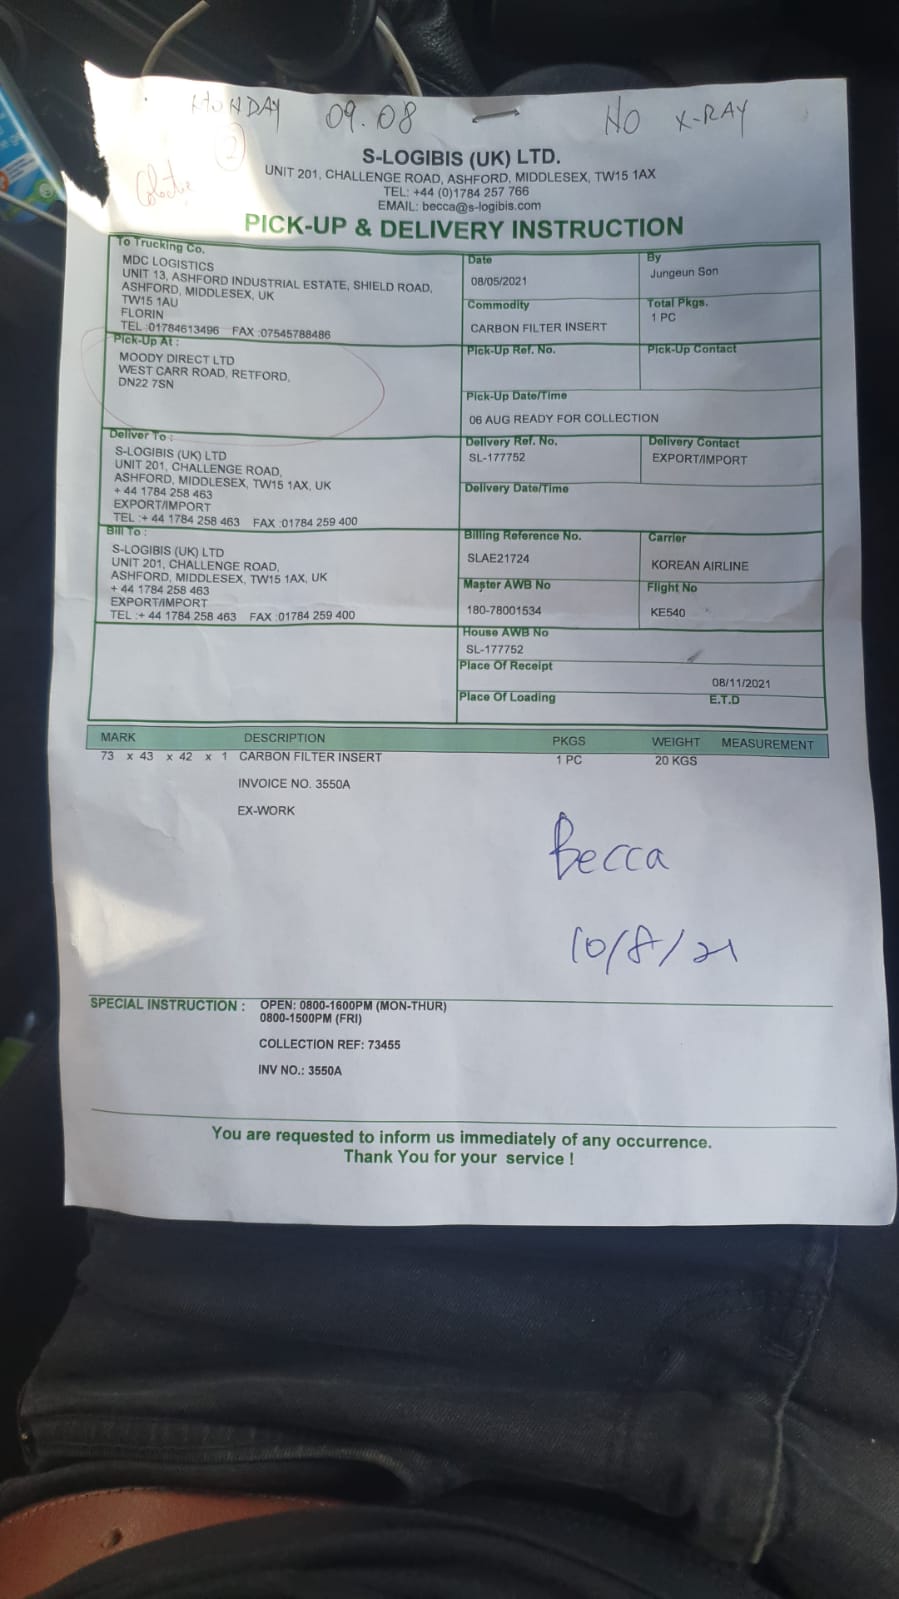 MONDAY 09.08 NO X-RAY
2
S-LOGIBIS (UK) LTD.
UNIT 201, CHALLENGE ROAD, ASHFORD, MIDDLESEX, TW15 1AX
TEL: +44 (0)1784 257 766
EMAIL: becca@s-logibis.com
PICK-UP & DELIVERY INSTRUCTION
To Trucking Co.
MDC LOGISTICS
UNIT 13, ASHFORD INDUSTRIAL ESTATE, SHIELD ROAD,
ASHFORD, MIDDLESEX, UK
TW15 1AU
FLORIN
TEL :01784613496 FAX :07545788486
Date
08/05/2021
By
Jungeun Son
Commodity
CARBON FILTER INSERT
Total Pkgs.
1 PC
Pick-Up At :
MOODY DIRECT LTD
WEST CARR ROAD, RETFORD,
DN22 7SN
Pick-Up Ref. No.
Pick-Up Contact
Pick-Up Date/Time
06 AUG READY FOR COLLECTION
Deliver To :
S-LOGIBIS (UK) LTD
UNIT 201, CHALLENGE ROAD,
ASHFORD, MIDDLESEX, TW15 1AX, UK
+ 44 1784 258 463
EXPORT/IMPORT
TEL :+ 44 1784 258 463 FAX :01784 259 400
Delivery Ref. No.
SL-177752
Delivery Contact
EXPORT/IMPORT
Delivery Date/Time
Bill To :
S-LOGIBIS (UK) LTD
UNIT 201, CHALLENGE ROAD,
ASHFORD, MIDDLESEX, TW15 1AX, UK
+ 44 1784 258 463
EXPORT/IMPORT
TEL :+ 44 1784 258 463 FAX :01784 259 400
Billing Reference No.
SLAE21724
Carrier
KOREAN AIRLINE
Master AWB No
180-78001534
Flight No
KE540
House AWB No
SL-177752
Place Of Receipt
08/11/2021
Place Of Loading E.T.D
MARK DESCRIPTION PKGS WEIGHT MEASUREMENT
73 x 43 x 42 x 1 CARBON FILTER INSERT 1 PC 20 KGS
INVOICE NO. 3550A
EX-WORK
Becca
10/8/21
SPECIAL INSTRUCTION : OPEN: 0800-1600PM (MON-THUR)
0800-1500PM (FRI)
COLLECTION REF: 73455
INV NO.: 3550A
You are requested to inform us immediately of any occurrence.
Thank You for your service !